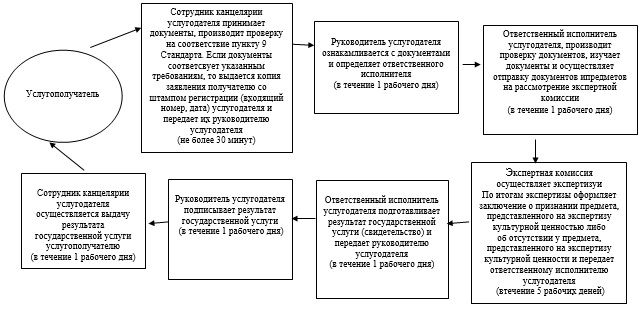 Услугополучатель
Сотрудник канцелярии
услугодателя принимает
документы, производит проверку
на соответствие пункту 9
Стандарта. Если документы
соответсвует указанным
требованиям, то выдается копия
заявления получателю со
штампом регистрации (входящий
номер, дата) услугодателя и
передает их руководителю
услугодателя
(не более 30 минут)
Руководитель услугодателя
ознакамливается с документами
и определяет ответственного
исполнителя
(в течение 1 рабочего дня)
Ответственный исполнитель
услугодателя, производит
проверку документов, изучает
документы и осуществляет
отправку документов ипредметов
на рассмотрение экспертной
комиссии
(в течение 1 рабочего дня)
Экспертная комиссия
осуществляет экспертизуи
По итогам экспертизы оформляет
заключение о признании предмета,
представленного на экспертизу
культурной ценностью либо
об отсутствии у предмета,
представленного на экспертизу
культурной ценности и передает
ответственному исполнителю
услугодателя
(втечение 5 рабочих деней)
Ответственный исполнитель
услугодателя подготавливает
результат государственной
услуги (свидетельство) и
передает руководителю
услугодателя
(в течение 1 рабочего дня)
Руководитель услугодателя
подписывает результат
государственной услуги
(в течение 1 рабочего дня)
Сотрудник канцелярии
услугодателя
осуществляется выдачу
результата
государственной услуги
услугополучателю
(в течение 1 рабочего дня)